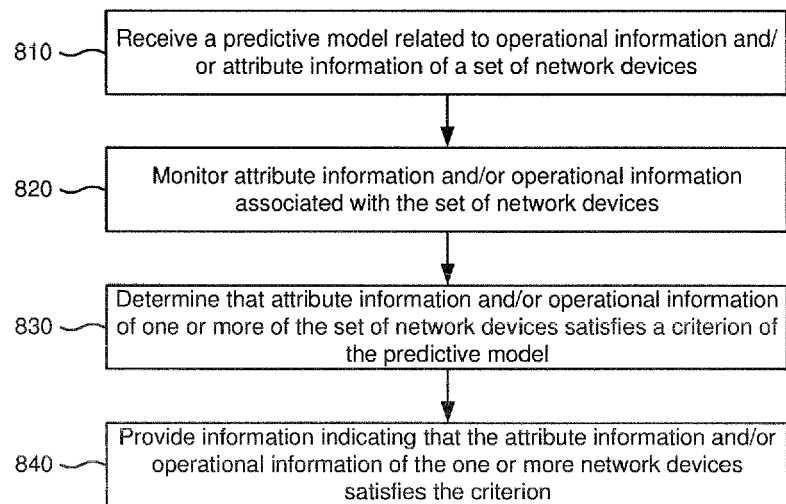 810
Receive a predictive model related to operational information and/
or attribute information of a set of network devices
820
Monitor attribute information and/or operational information
associated with the set of network devices
830
Determine that attribute information and/or operational information
of one or more of the set of network devices satisfies a criterion of
the predictive model
840
Provide information indicating that the attribute information and/or
operational information of the one or more network devices
satisfies the criterion